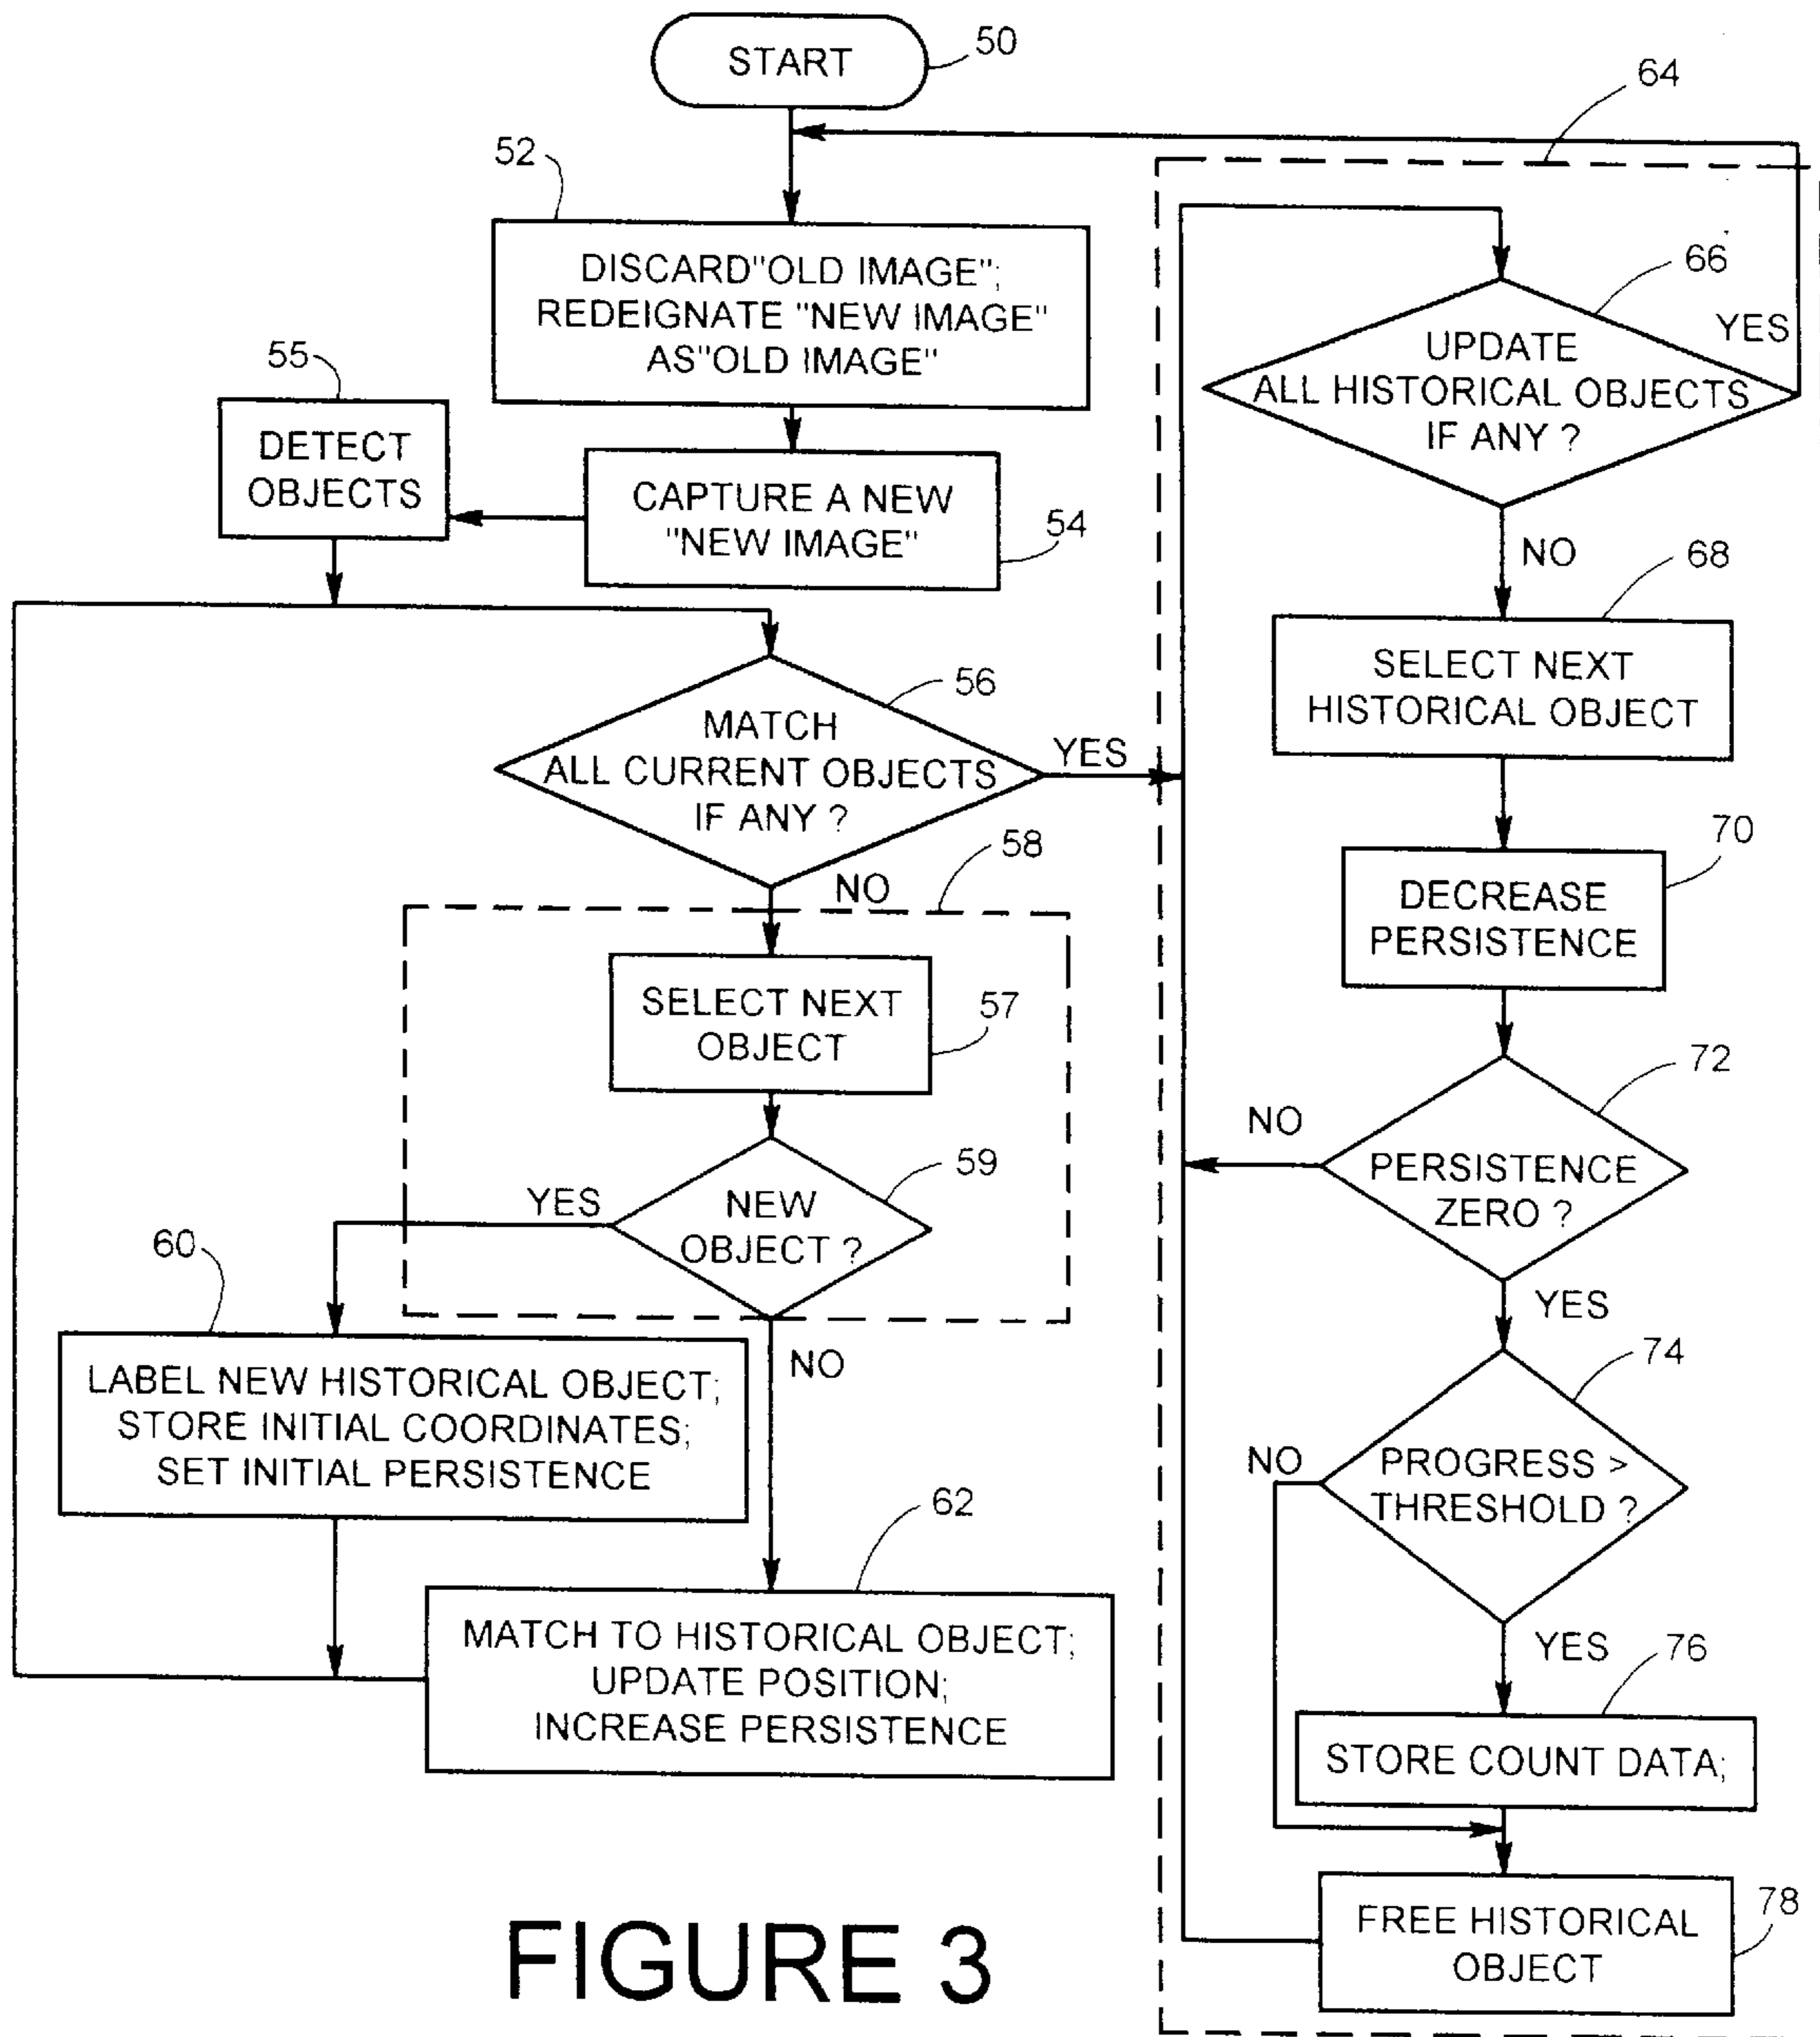 START
50
64
52
DISCARD"OLD IMAGE";
REDEIGNATE "NEW IMAGE"
AS"OLD IMAGE"
66
YES
UPDATE
ALL HISTORICAL OBJECTS
IF ANY ?
55
DETECT
OBJECTS
CAPTURE A NEW
"NEW IMAGE"
54
NO
68
SELECT NEXT
HISTORICAL OBJECT
56
MATCH
ALL CURRENT OBJECTS
IF ANY ?
YES
NO
58
70
DECREASE
PERSISTENCE
SELECT NEXT
OBJECT
57
72
NO
PERSISTENCE
ZERO ?
YES
59
YES
NEW
OBJECT ?
NO
60
LABEL NEW HISTORICAL OBJECT;
STORE INITIAL COORDINATES;
SET INITIAL PERSISTENCE
74
NO
PROGRESS >
THRESHOLD ?
YES
62
MATCH TO HISTORICAL OBJECT;
UPDATE POSITION;
INCREASE PERSISTENCE
76
STORE COUNT DATA;
FREE HISTORICAL
OBJECT
78
FIGURE 3